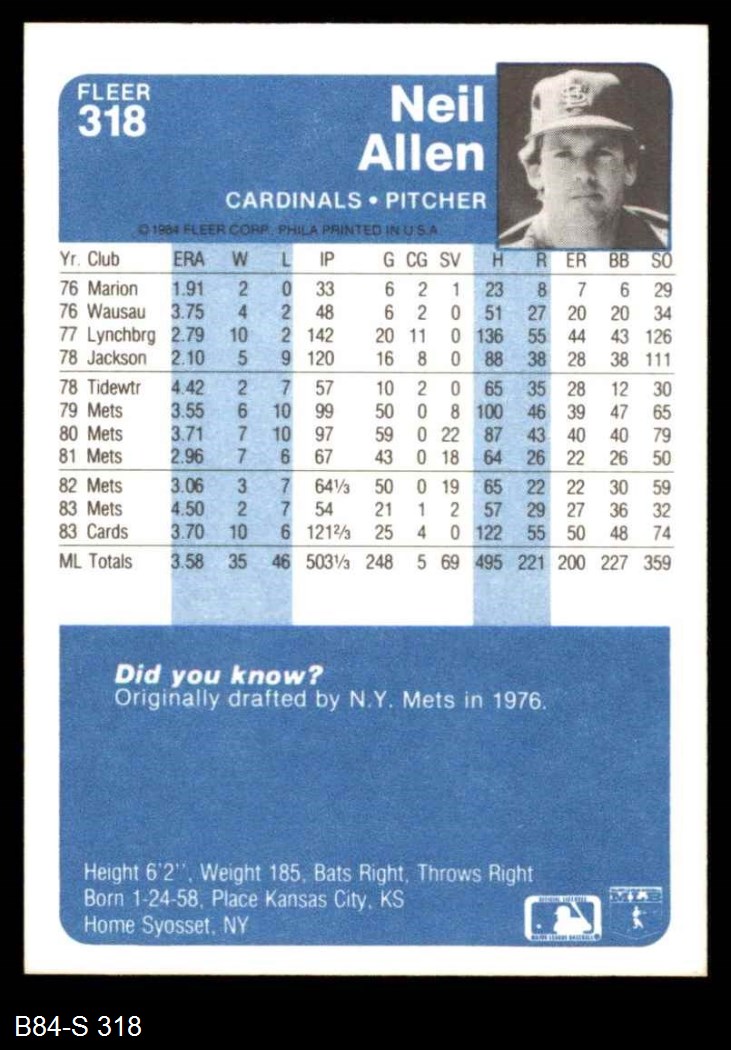 FLEER
318
Neil
Allen
CARDINALS • PITCHER
© 1984 FLEER CORP. PHILA PRINTED IN U.S.A
Yr. Club ERA W L IP G CG SV H R ER BB SO
76 Marion 1.91 2 0 33 6 2 1 23 8 7 6 29
76 Wausau 3.75 4 2 48 6 2 0 51 27 20 20 34
77 Lynchbrg 2.79 10 2 142 20 11 0 136 55 44 43 126
78 Jackson 2.10 5 9 120 16 8 0 88 38 28 38 111
78 Tidewtr 4.42 2 7 57 10 2 0 65 35 28 12 30
79 Mets 3.55 6 10 99 50 0 8 100 46 39 47 65
80 Mets 3.71 7 10 97 59 0 22 87 43 40 40 79
81 Mets 2.96 7 6 67 43 0 18 64 26 22 26 50
82 Mets 3.06 3 7 64⅓ 50 0 19 65 22 22 30 59
83 Mets 4.50 2 7 54 21 1 2 57 29 27 36 32
83 Cards 3.70 10 6 121⅔ 25 4 0 122 55 50 48 74
ML Totals 3.58 35 46 503⅓ 248 5 69 495 221 200 227 359
Did you know?
Originally drafted by N.Y. Mets in 1976.
Height 6'2'', Weight 185, Bats Right, Throws Right
Born 1-24-58, Place Kansas City, KS
Home Syosset, NY
B84-S 318